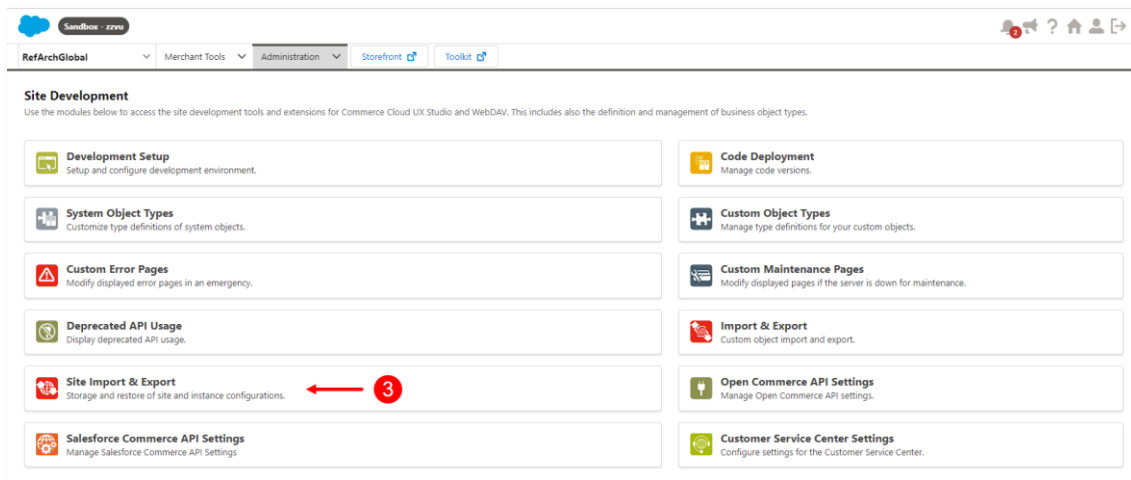 Sandbox - zzvu
2
RefArchGlobal
Merchant Tools
Administration
Storefront
Toolkit
Site Development
Use the modules below to access the site development tools and extensions for Commerce Cloud UX Studio and WebDAV. This includes also the definition and management of business object types.
Development Setup
Setup and configure development environment.
Code Deployment
Manage code versions.
System Object Types
Customize type definitions of system objects.
Custom Object Types
Manage type definitions for your custom objects.
Custom Error Pages
Modify displayed error pages in an emergency.
Custom Maintenance Pages
Modify displayed pages if the server is down for maintenance.
Deprecated API Usage
Display deprecated API usage.
Import & Export
Custom object import and export.
Site Import & Export
Storage and restore of site and instance configurations.
3
Open Commerce API Settings
Manage Open Commerce API settings.
Salesforce Commerce API Settings
Manage Salesforce Commerce API Settings
Customer Service Center Settings
Configure settings for the Customer Service Center.